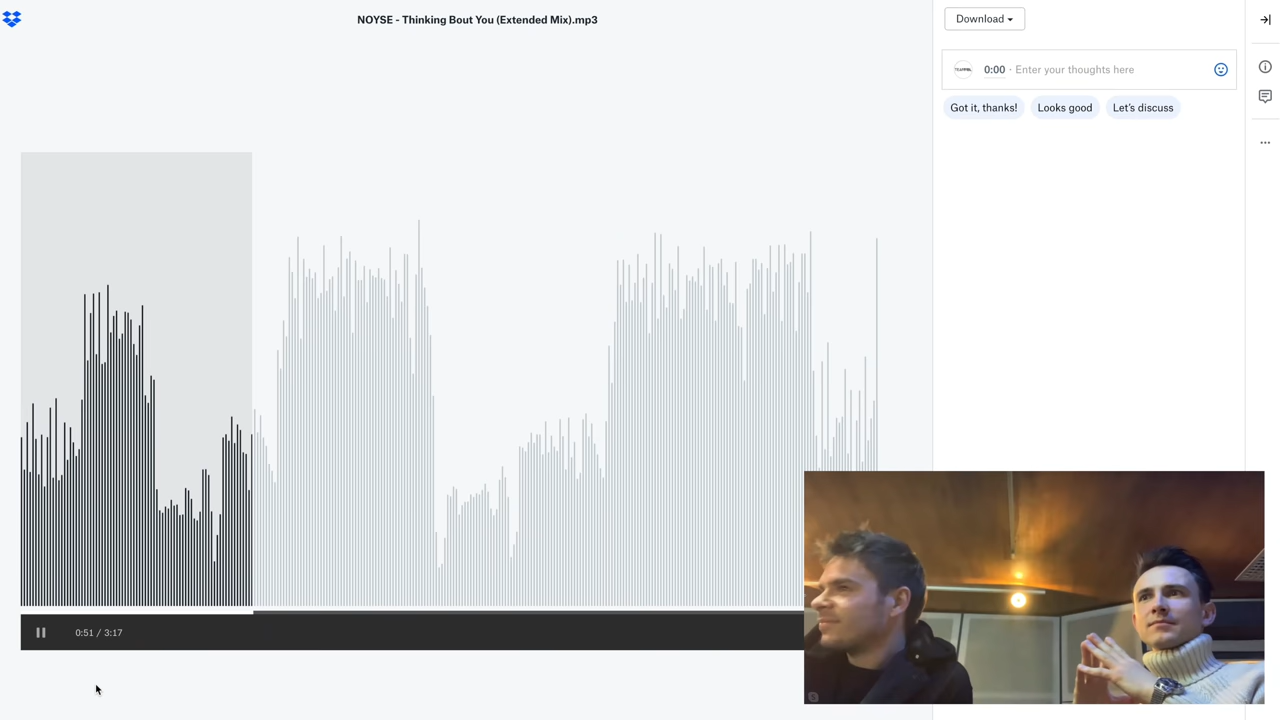 NOYSE - Thinking Bout You (Extended Mix).mp3
Download
0:00 · Enter your thoughts here
Got it, thanks!
Looks good
Let's discuss
0:51 / 3:17